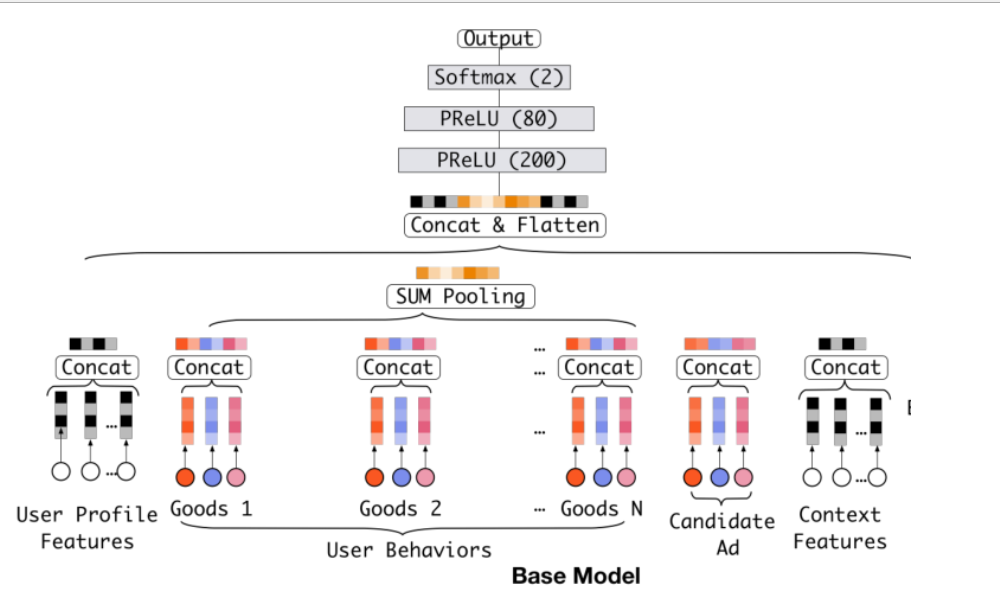 Output
Softmax (2)
PReLU (80)
PReLU (200)
Concat & Flatten
SUM Pooling
...
Concat
Concat
Concat
...
Concat
Concat
Concat
...
...
...
...
...
User Profile
Features
Goods 1
Goods 2
... Goods N
Candidate
Ad
Context
Features
User Behaviors
Base Model